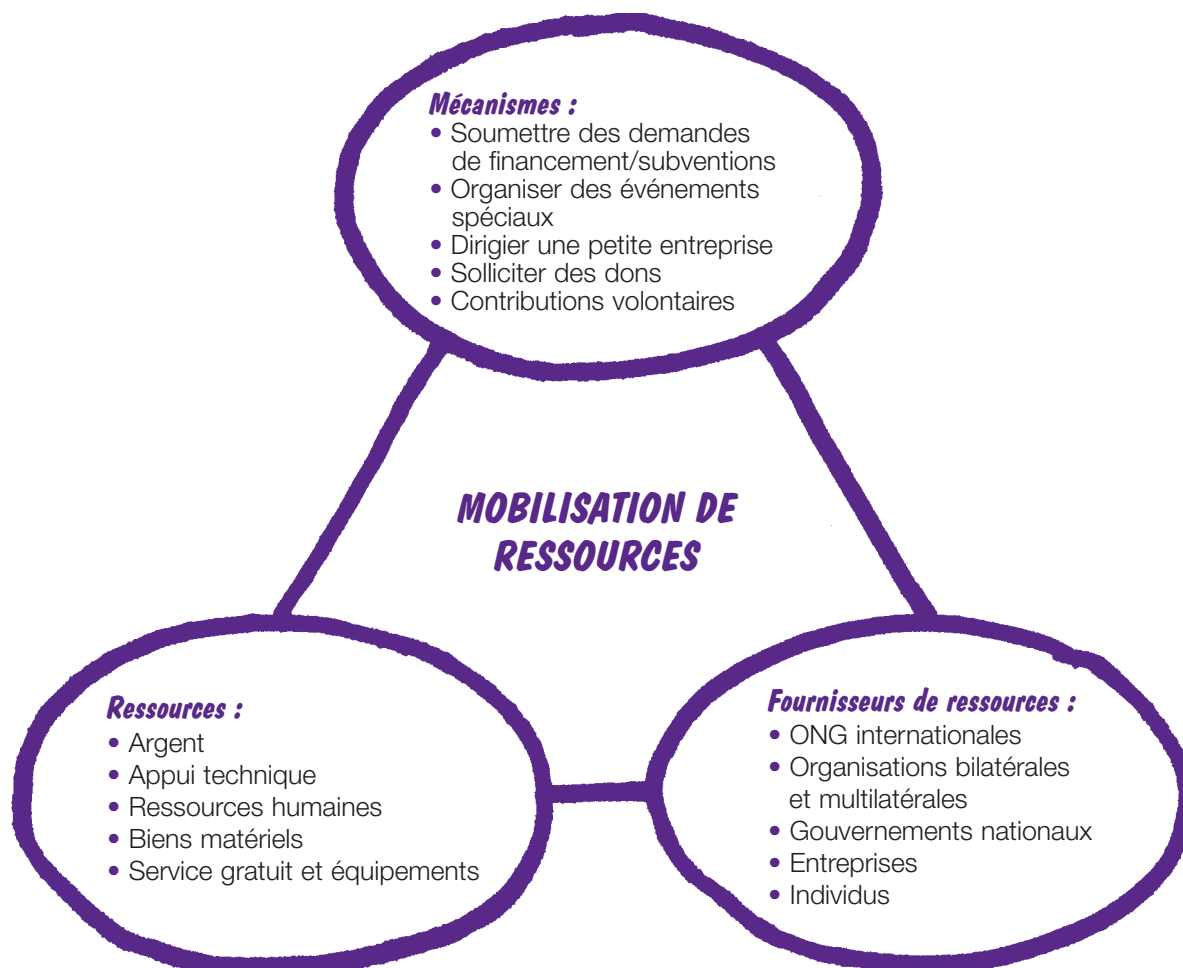 Mécanismes :
• Soumettre des demandes
de financement/subventions
• Organiser des événements
spéciaux
• Dirigier une petite entreprise
• Solliciter des dons
• Contributions volontaires
MOBILISATION DE
RESSOURCES
Ressources :
• Argent
• Appui technique
• Ressources humaines
• Biens matériels
• Service gratuit et équipements
Fournisseurs de ressources :
• ONG internationales
• Organisations bilatérales
et multilatérales
• Gouvernements nationaux
• Entreprises
• Individus